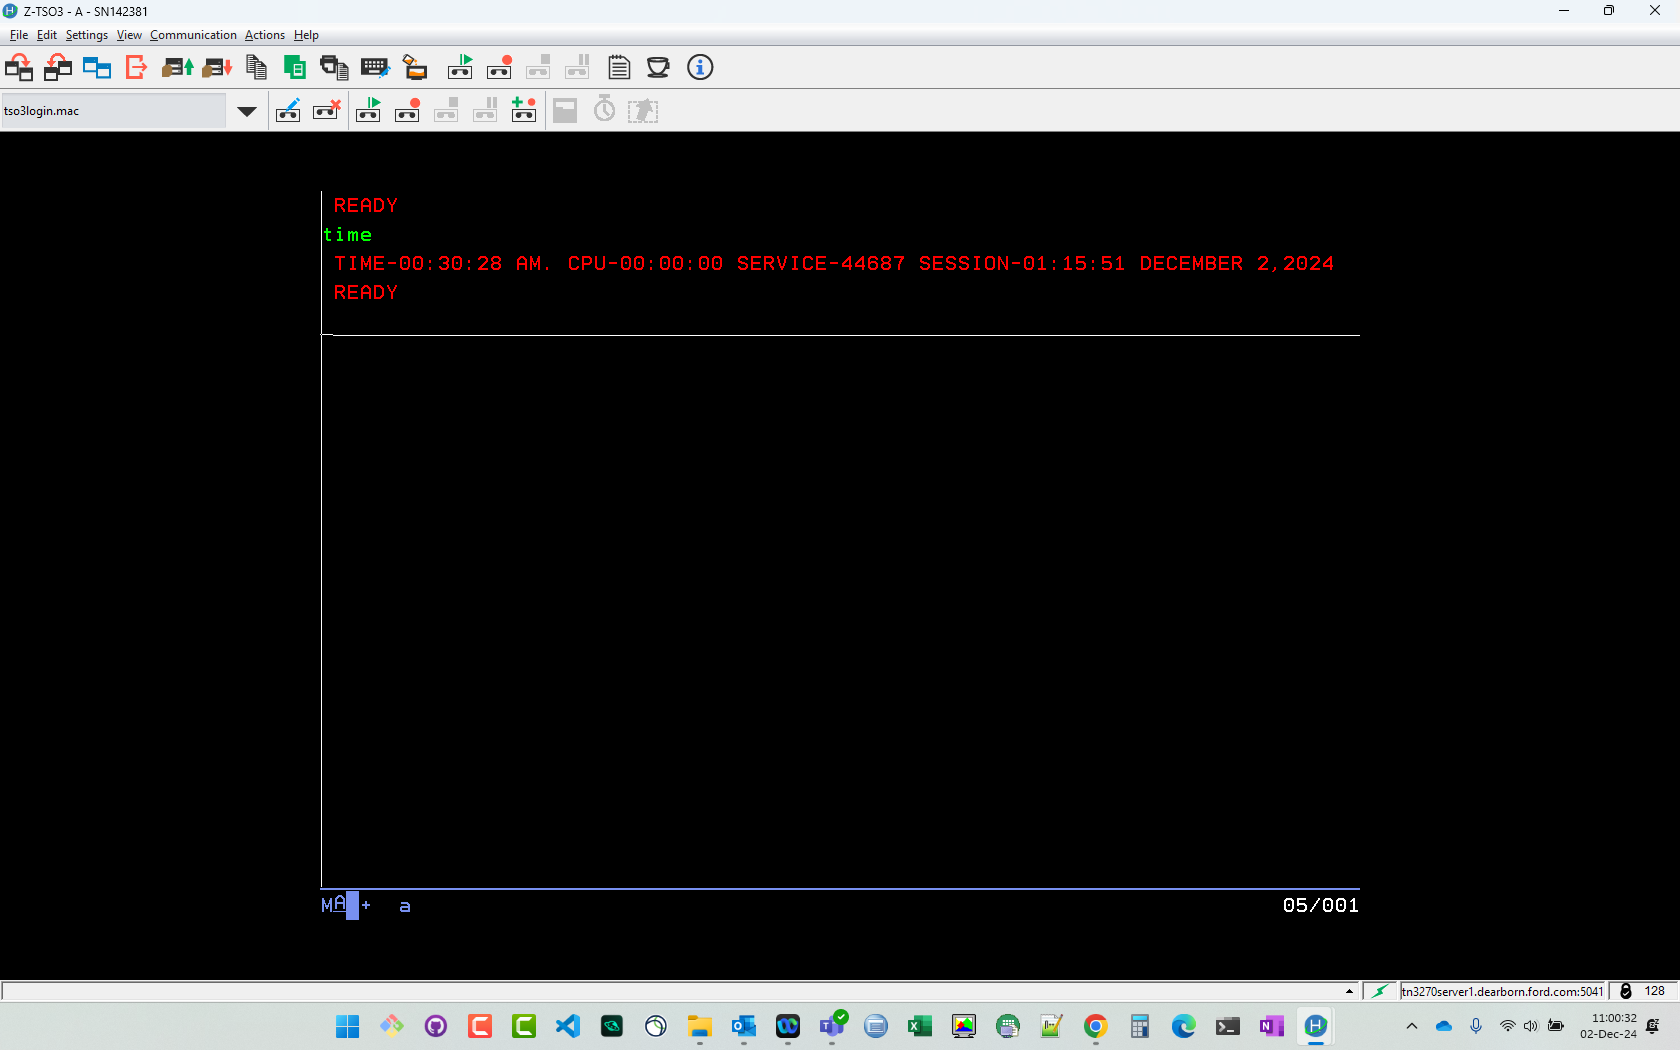 Z-TSO3 - A - SN142381
File Edit Settings View Communication Actions Help
tso3login.mac
READY
time
TIME-00:30:28 AM. CPU-00:00:00 SERVICE-44687 SESSION-01:15:51 DECEMBER 2,2024
READY
MA + a 05/001
tn3270server1.dearborn.ford.com:5041 128
11:00:32
02-Dec-24